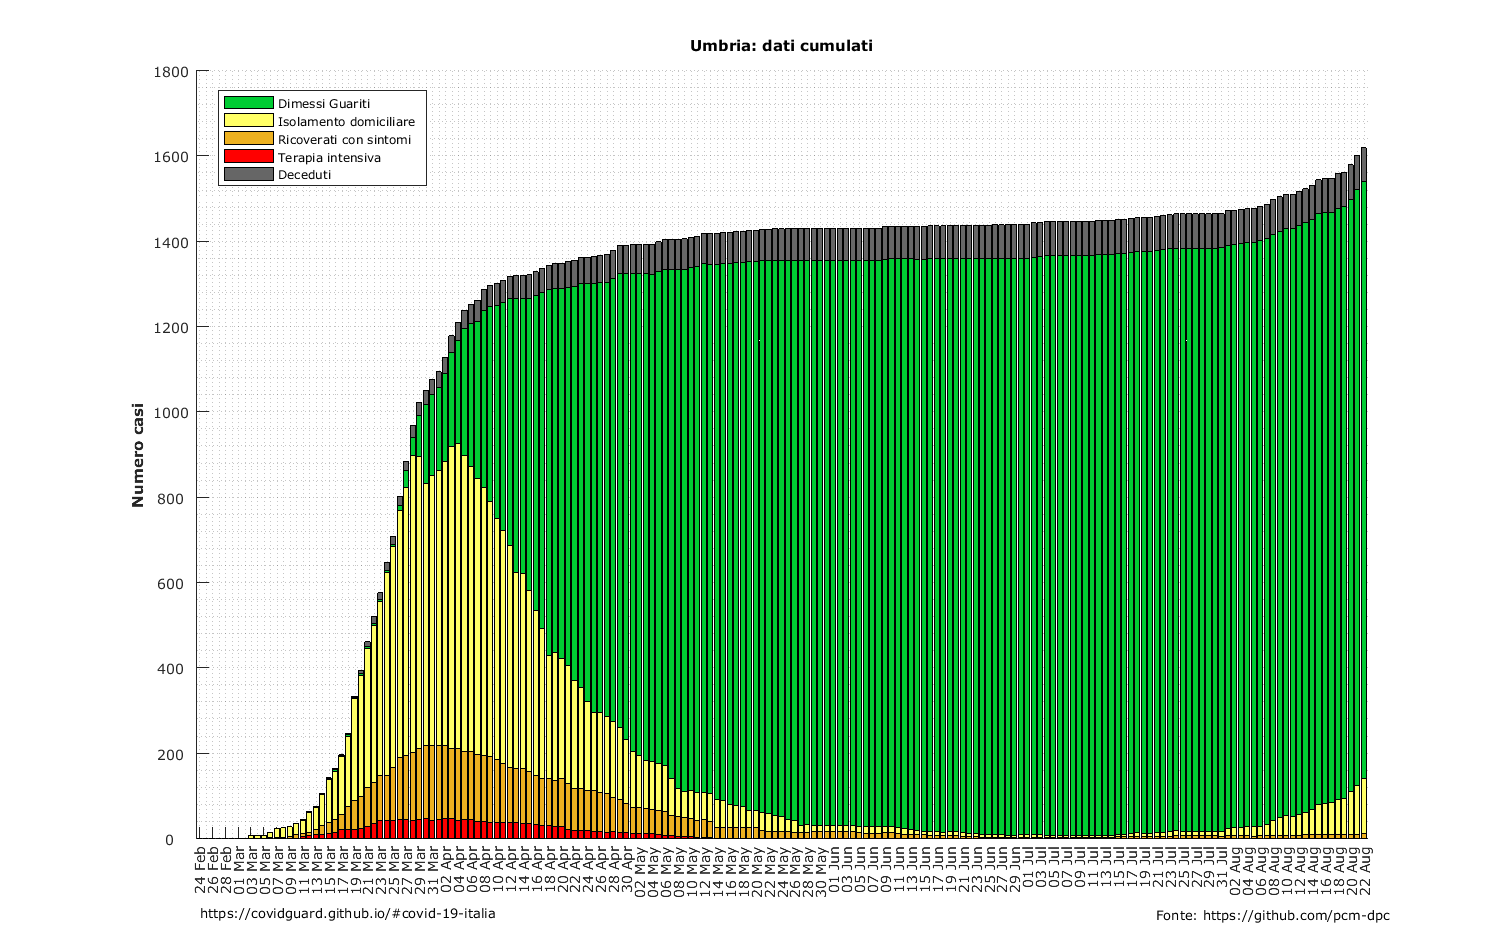 Umbria: dati cumulati
Numero casi
1800
1600
1400
1200
1000
800
600
400
200
0
Dimessi Guariti
Isolamento domiciliare
Ricoverati con sintomi
Terapia intensiva
Deceduti
24 Feb
26 Feb
28 Feb
01 Mar
03 Mar
05 Mar
07 Mar
09 Mar
11 Mar
13 Mar
15 Mar
17 Mar
19 Mar
21 Mar
23 Mar
25 Mar
27 Mar
29 Mar
31 Mar
02 Apr
04 Apr
06 Apr
08 Apr
10 Apr
12 Apr
14 Apr
16 Apr
18 Apr
20 Apr
22 Apr
24 Apr
26 Apr
28 Apr
30 Apr
02 May
04 May
06 May
08 May
10 May
12 May
14 May
16 May
18 May
20 May
22 May
24 May
26 May
28 May
30 May
01 Jun
03 Jun
05 Jun
07 Jun
09 Jun
11 Jun
13 Jun
15 Jun
17 Jun
19 Jun
21 Jun
23 Jun
25 Jun
27 Jun
29 Jun
01 Jul
03 Jul
05 Jul
07 Jul
09 Jul
11 Jul
13 Jul
15 Jul
17 Jul
19 Jul
21 Jul
23 Jul
25 Jul
27 Jul
29 Jul
31 Jul
02 Aug
04 Aug
06 Aug
08 Aug
10 Aug
12 Aug
14 Aug
16 Aug
18 Aug
20 Aug
22 Aug
https://covidguard.github.io/#covid-19-italia
Fonte: https://github.com/pcm-dpc